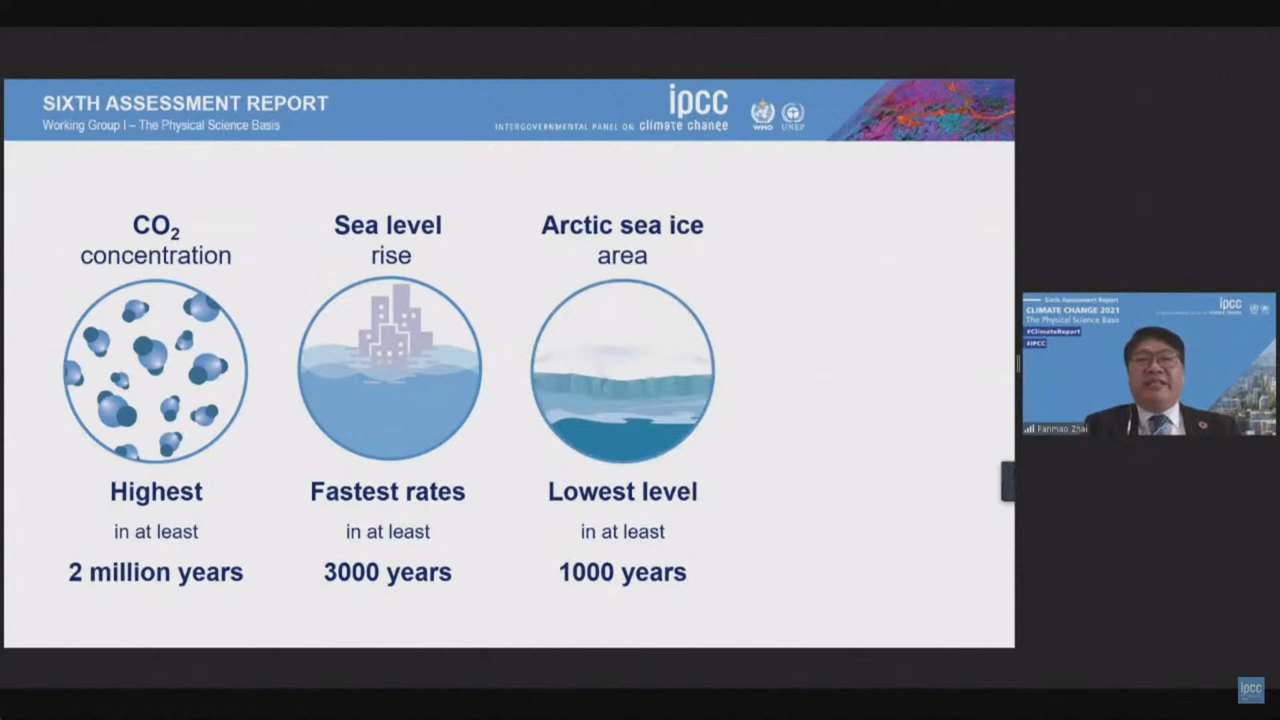 SIXTH ASSESSMENT REPORT
Working Group I – The Physical Science Basis
ipcc
INTERGOVERNMENTAL PANEL ON climate change
WMO
UNEP
CO₂
concentration
Highest
in at least
2 million years
Sea level
rise
Fastest rates
in at least
3000 years
Arctic sea ice
area
Lowest level
in at least
1000 years
Sixth Assessment Report
CLIMATE CHANGE 2021
The Physical Science Basis
#ClimateReport
#IPCC
ipcc
Panmao Zhai
ipcc